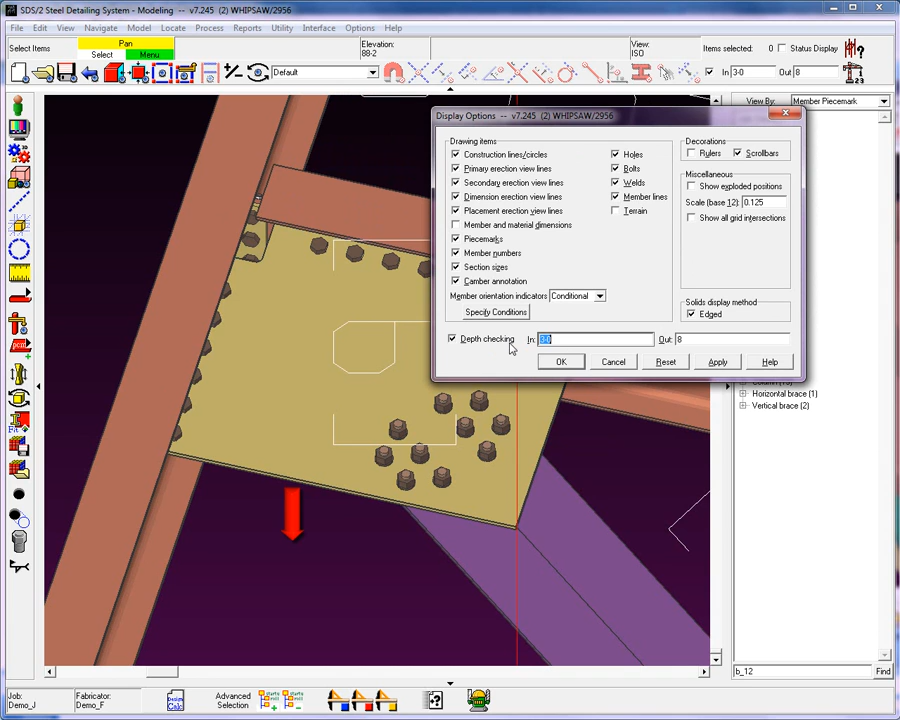 SDS/2 Steel Detailing System - Modeling -- v7.245 (2) WHIPSAW/2956
File Edit View Navigate Model Locate Process Reports Utility Interface Options Help
Select Items
Pan
Select Menu
Elevation:
88-2
View:
ISO
Items selected: 0 Status Display
Default
In 3-0 Out 8
View By: Member Piecemark
Display Options -- v7.245 (2) WHIPSAW/2956
Drawing items
Construction lines/circles
Primary erection view lines
Secondary erection view lines
Dimension erection view lines
Placement erection view lines
Member and material dimensions
Piecemarks
Member numbers
Section sizes
Camber annotation
Member orientation indicators Conditional
Specify Conditions
Holes
Bolts
Welds
Member lines
Terrain
Decorations
Rulers Scrollbars
Miscellaneous
Show exploded positions
Scale (base 12): 0.125
Show all grid intersections
Solids display method
Edged
Depth checking In: 3-0 Out: 8
OK Cancel Reset Apply Help
Horizontal brace (1)
Vertical brace (2)
Fit
b_12 Find
Job:
Demo_J
Fabricator:
Demo_F
Design
Calc
Advanced
Selection